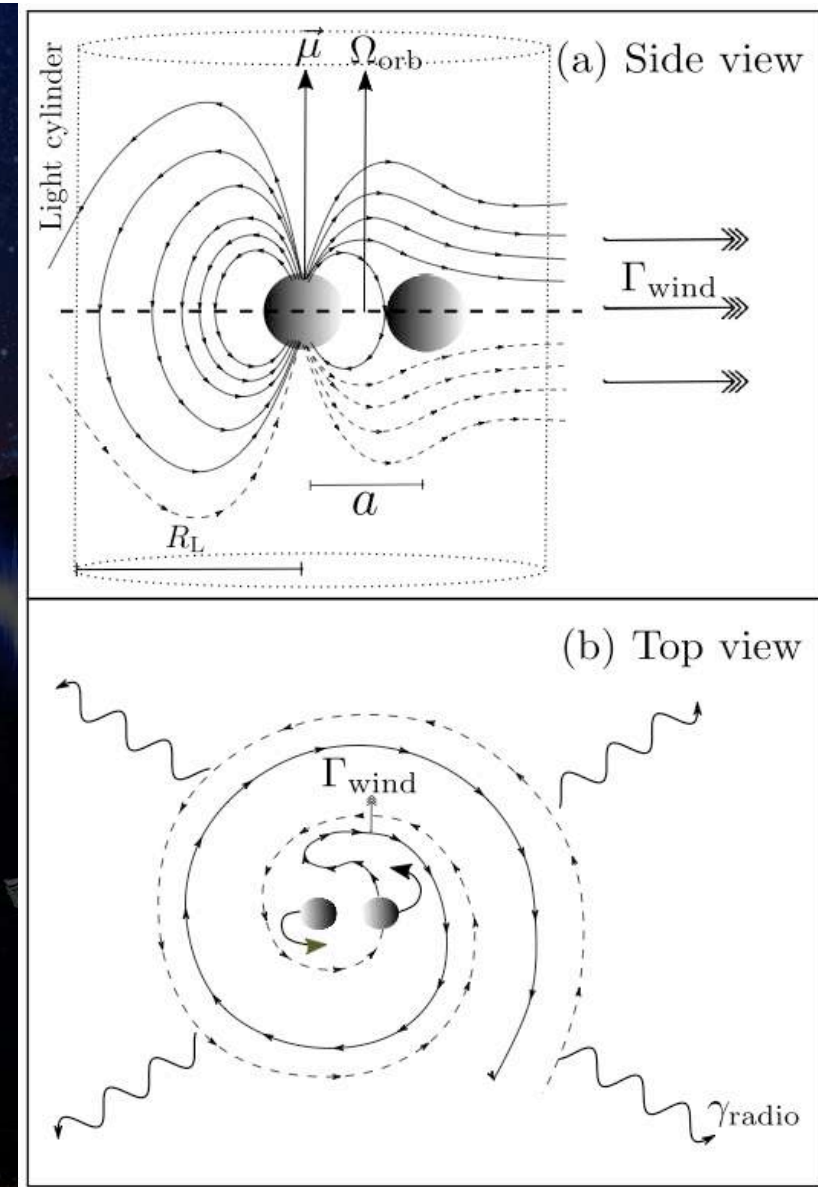 (a) Side view
Light cylinder
μ⃗
Ω_orb
Γ_wind
a
R_L
(b) Top view
Γ_wind
γ_radio